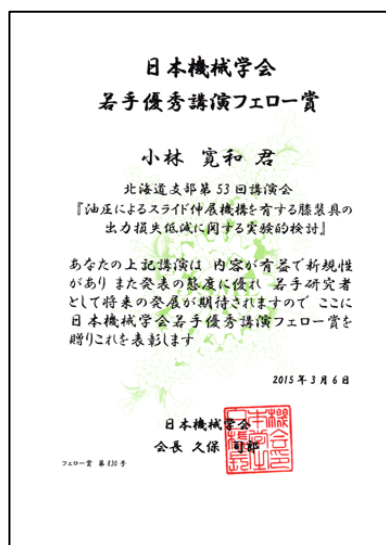 日本機械学会
若手優秀講演フェロー賞
小林 寛和 君
北海道支部第53回講演会
『油圧によるスライド伸展機構を有する膝装具の
出力損失低減に関する実験的検討』
あなたの上記講演は 内容が有益で新規性
があり また発表の態度に優れ 若手研究者
として将来の発展が期待されますので ここに
日本機械学会若手優秀講演フェロー賞を
贈りこれを表彰します
2015年3月6日
日本機械学会
会長 久保 司郎
フェロー賞 第830号